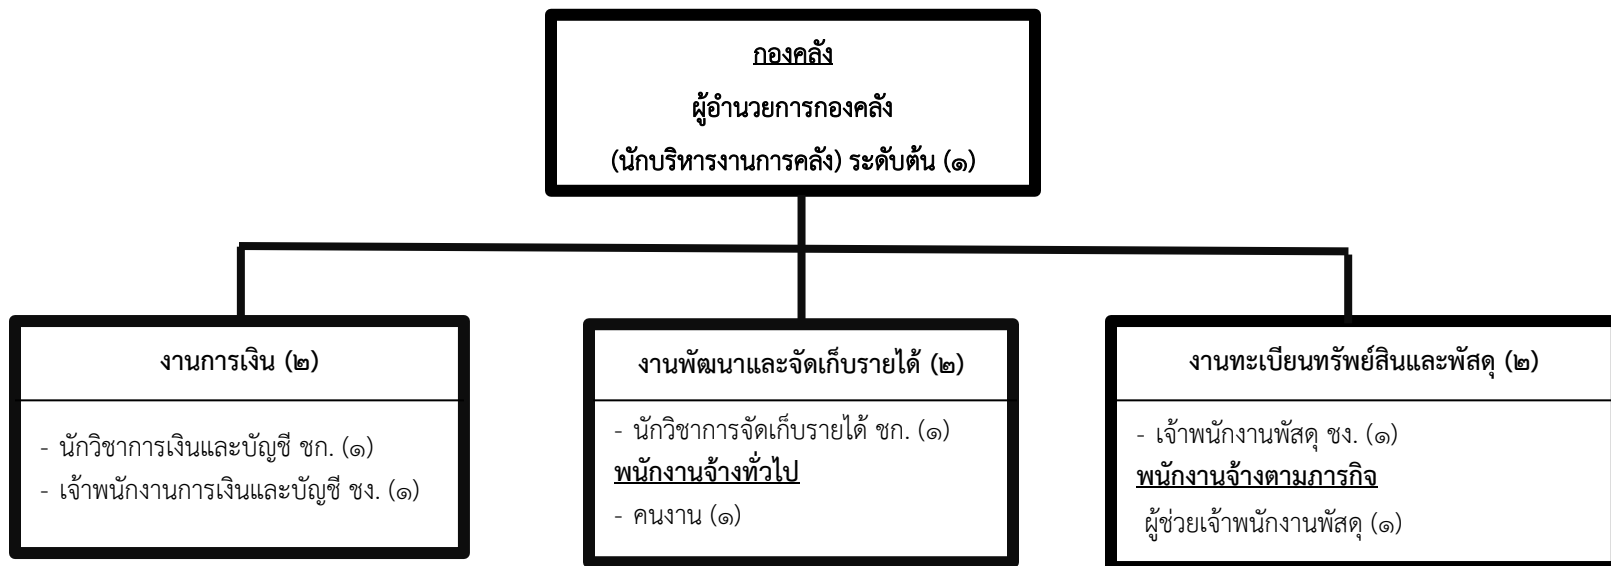 กองคลัง
ผู้อำนวยการกองคลัง
(นักบริหารงานการคลัง) ระดับต้น (๑)
งานการเงิน (๒)
- นักวิชาการเงินและบัญชี ชก. (๑)
- เจ้าพนักงานการเงินและบัญชี ชง. (๑)
งานพัฒนาและจัดเก็บรายได้ (๒)
- นักวิชาการจัดเก็บรายได้ ชก. (๑)
พนักงานจ้างทั่วไป
- คนงาน (๑)
งานทะเบียนทรัพย์สินและพัสดุ (๒)
- เจ้าพนักงานพัสดุ ชง. (๑)
พนักงานจ้างตามภารกิจ
ผู้ช่วยเจ้าพนักงานพัสดุ (๑)